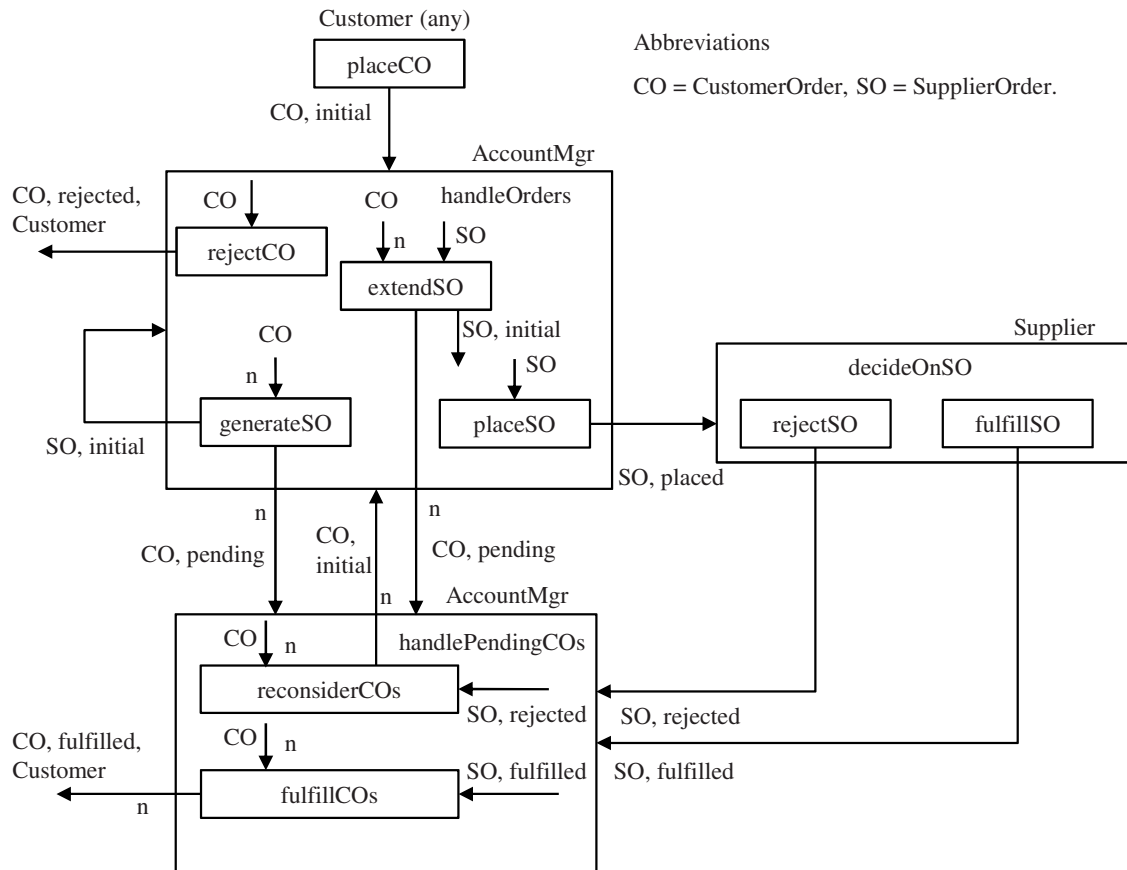 Customer (any)
placeCO
Abbreviations
CO = CustomerOrder, SO = SupplierOrder.
CO, initial
AccountMgr
CO, rejected,
Customer
CO
handleOrders
CO
n
SO
rejectCO
extendSO
SO, initial
CO
n
SO
generateSO
placeSO
SO, initial
Supplier
decideOnSO
rejectSO
fulfillSO
SO, placed
n
CO, pending
CO,
initial
n
n
CO, pending
AccountMgr
handlePendingCOs
CO
n
reconsiderCOs
SO, rejected
SO, rejected
CO
n
SO, fulfilled
SO, fulfilled
fulfillCOs
CO, fulfilled,
Customer
n